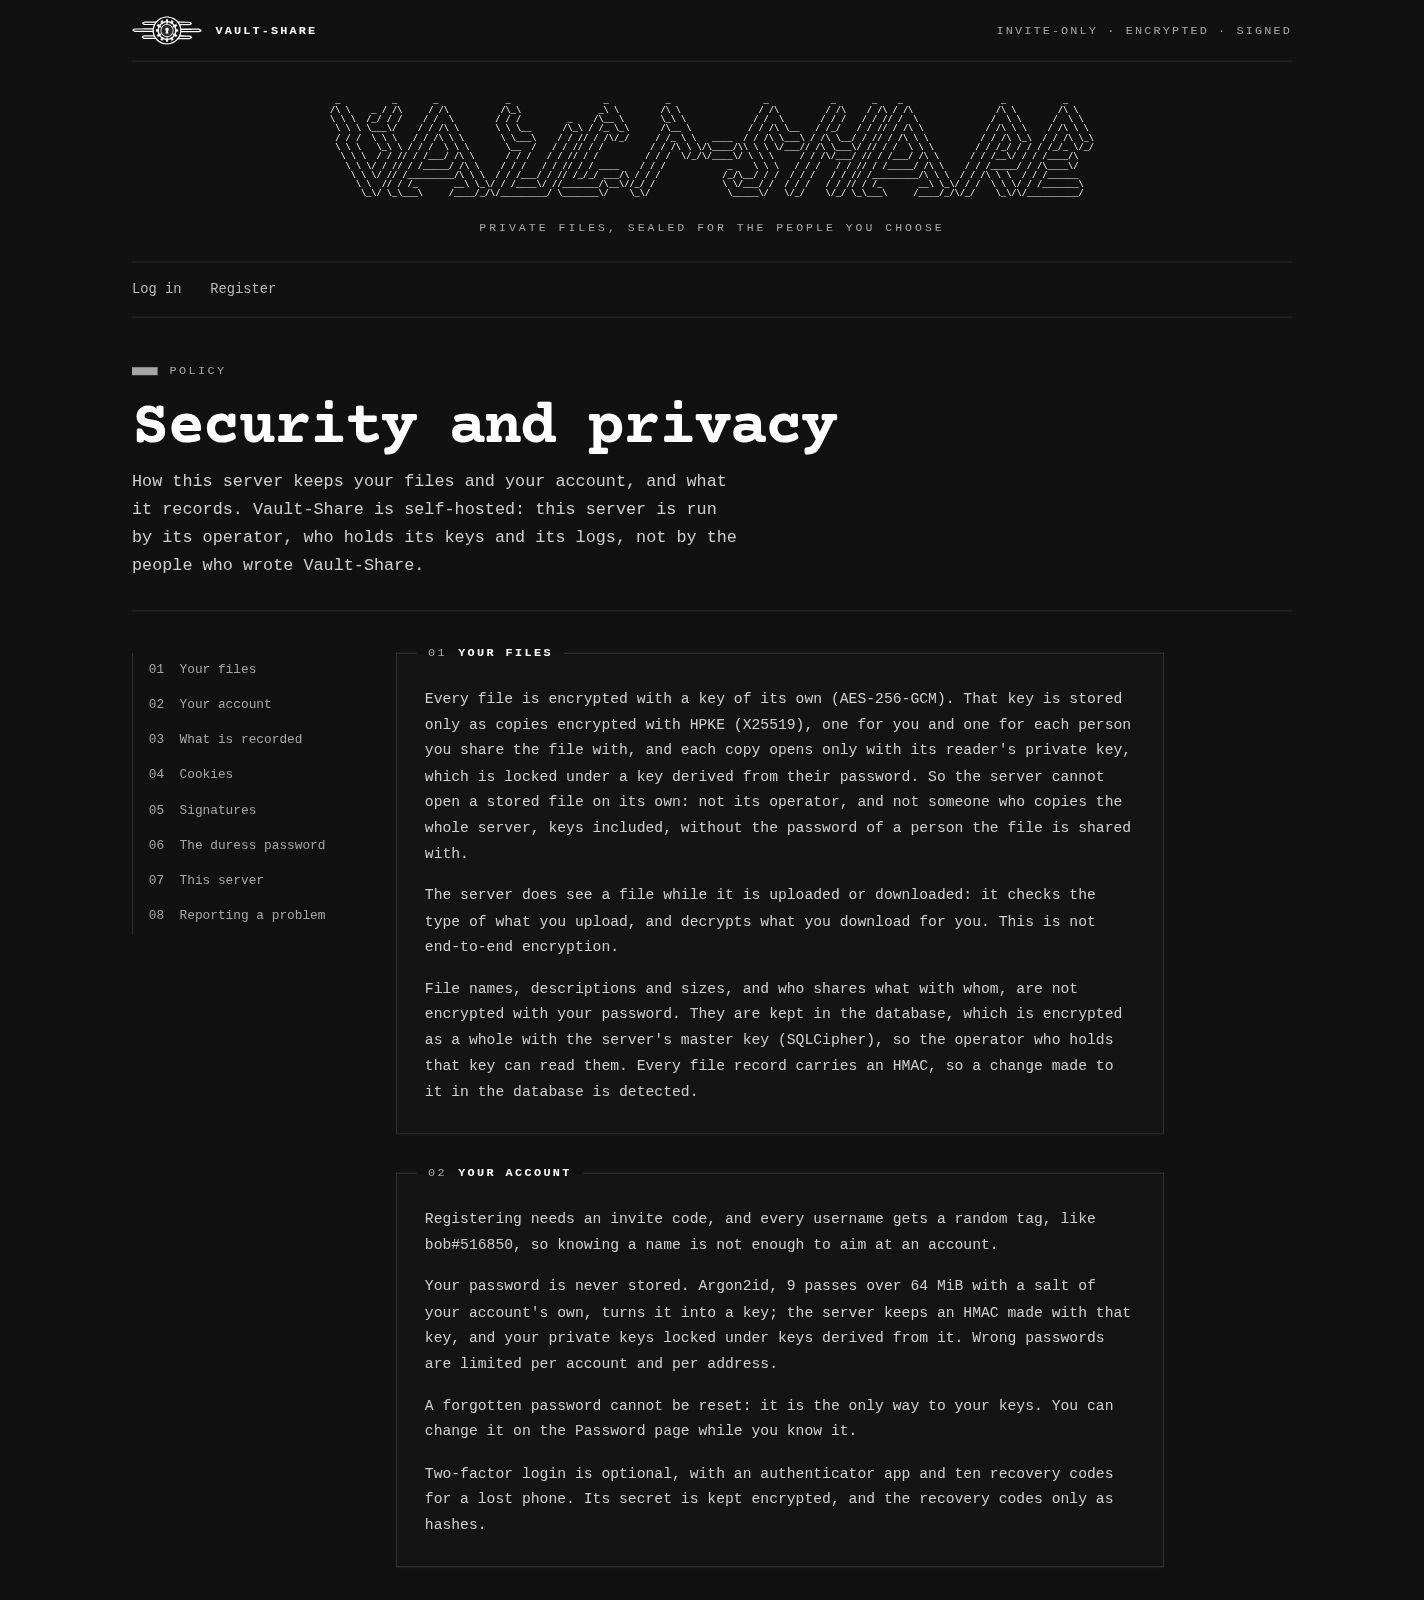 VAULT-SHARE
INVITE-ONLY · ENCRYPTED · SIGNED
PRIVATE FILES, SEALED FOR THE PEOPLE YOU CHOOSE
Log in Register
POLICY
Security and privacy
How this server keeps your files and your account, and what
it records. Vault-Share is self-hosted: this server is run
by its operator, who holds its keys and its logs, not by the
people who wrote Vault-Share.
01 Your files
02 Your account
03 What is recorded
04 Cookies
05 Signatures
06 The duress password
07 This server
08 Reporting a problem
01 YOUR FILES
Every file is encrypted with a key of its own (AES-256-GCM). That key is stored
only as copies encrypted with HPKE (X25519), one for you and one for each person
you share the file with, and each copy opens only with its reader's private key,
which is locked under a key derived from their password. So the server cannot
open a stored file on its own: not its operator, and not someone who copies the
whole server, keys included, without the password of a person the file is shared
with.
The server does see a file while it is uploaded or downloaded: it checks the
type of what you upload, and decrypts what you download for you. This is not
end-to-end encryption.
File names, descriptions and sizes, and who shares what with whom, are not
encrypted with your password. They are kept in the database, which is encrypted
as a whole with the server's master key (SQLCipher), so the operator who holds
that key can read them. Every file record carries an HMAC, so a change made to
it in the database is detected.
02 YOUR ACCOUNT
Registering needs an invite code, and every username gets a random tag, like
bob#516850, so knowing a name is not enough to aim at an account.
Your password is never stored. Argon2id, 9 passes over 64 MiB with a salt of
your account's own, turns it into a key; the server keeps an HMAC made with that
key, and your private keys locked under keys derived from it. Wrong passwords
are limited per account and per address.
A forgotten password cannot be reset: it is the only way to your keys. You can
change it on the Password page while you know it.
Two-factor login is optional, with an authenticator app and ten recovery codes
for a lost phone. Its secret is kept encrypted, and the recovery codes only as
hashes.